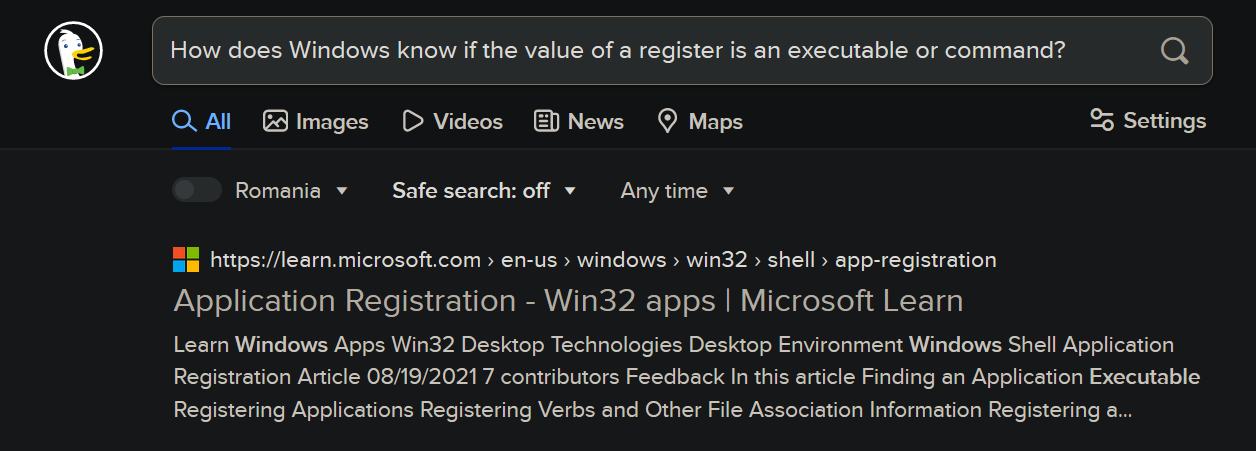 How does Windows know if the value of a register is an executable or command?
All Images Videos News Maps Settings
Romania Safe search: off Any time
https://learn.microsoft.com › en-us › windows › win32 › shell › app-registration
Application Registration - Win32 apps | Microsoft Learn
Learn Windows Apps Win32 Desktop Technologies Desktop Environment Windows Shell Application
Registration Article 08/19/2021 7 contributors Feedback In this article Finding an Application Executable
Registering Applications Registering Verbs and Other File Association Information Registering a...